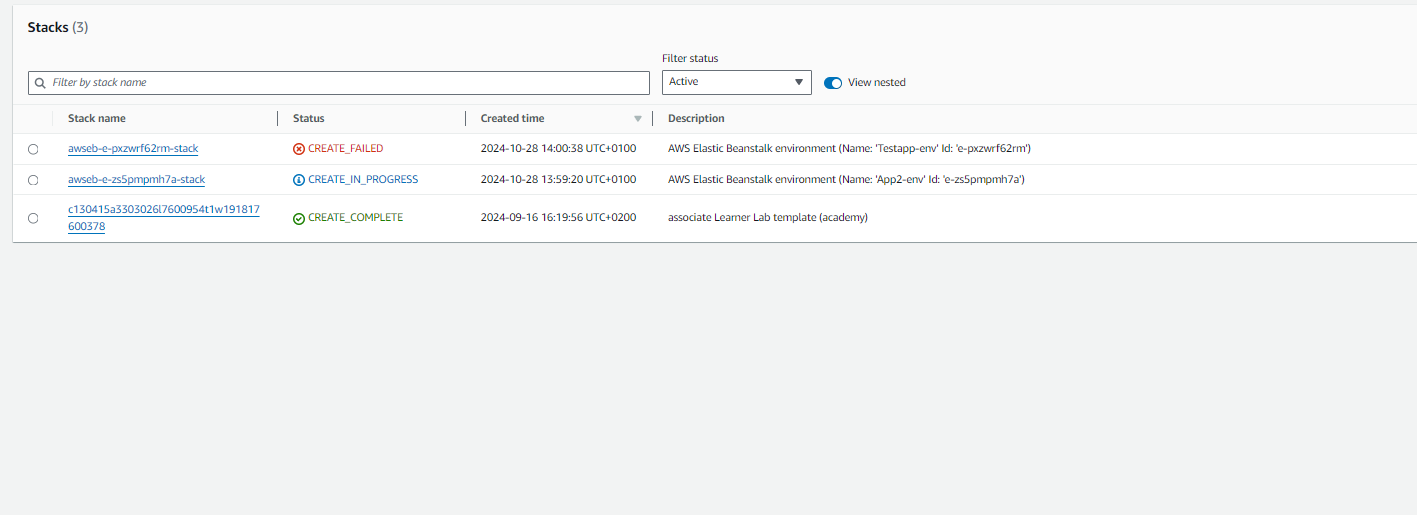 Stacks (3)
Filter status
Filter by stack name
Active
View nested
Stack name
Status
Created time
Description
awseb-e-pxzwrf62rm-stack
CREATE_FAILED
2024-10-28 14:00:38 UTC+0100
AWS Elastic Beanstalk environment (Name: 'Testapp-env' Id: 'e-pxzwrf62rm')
awseb-e-zs5pmpmh7a-stack
CREATE_IN_PROGRESS
2024-10-28 13:59:20 UTC+0100
AWS Elastic Beanstalk environment (Name: 'App2-env' Id: 'e-zs5pmpmh7a')
c130415a3303026l7600954t1w191817
600378
CREATE_COMPLETE
2024-09-16 16:19:56 UTC+0200
associate Learner Lab template (academy)